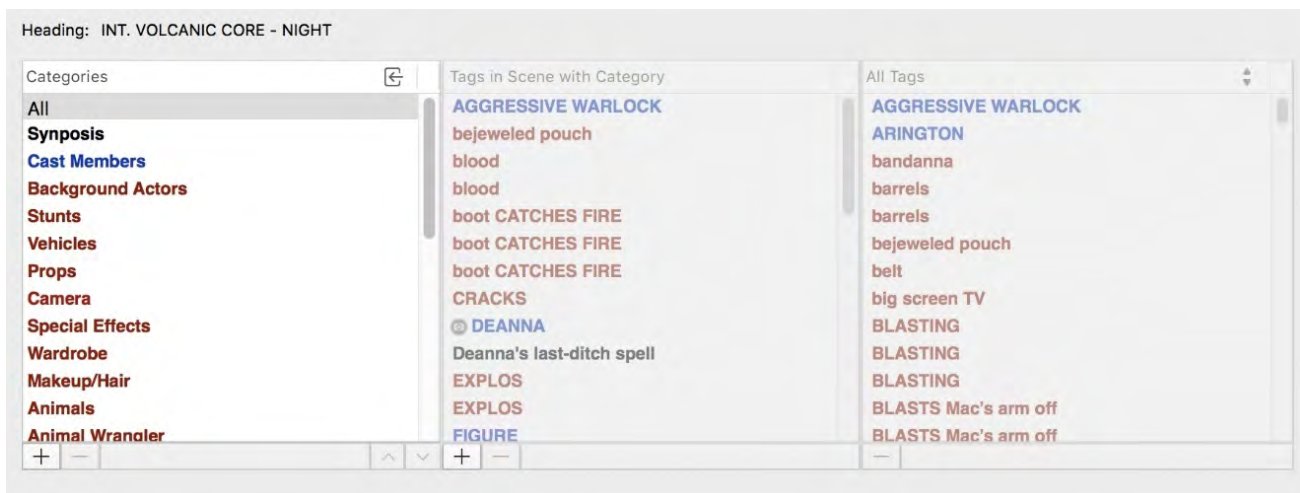 Heading: INT. VOLCANIC CORE - NIGHT
Categories
All
Synposis
Cast Members
Background Actors
Stunts
Vehicles
Props
Camera
Special Effects
Wardrobe
Makeup/Hair
Animals
Animal Wrangler
Tags in Scene with Category
AGGRESSIVE WARLOCK
bejeweled pouch
blood
blood
boot CATCHES FIRE
boot CATCHES FIRE
boot CATCHES FIRE
CRACKS
DEANNA
Deanna's last-ditch spell
EXPLOS
EXPLOS
FIGURE
All Tags
AGGRESSIVE WARLOCK
ARINGTON
bandanna
barrels
barrels
bejeweled pouch
belt
big screen TV
BLASTING
BLASTING
BLASTING
BLASTS Mac's arm off
BLASTS Mac's arm off